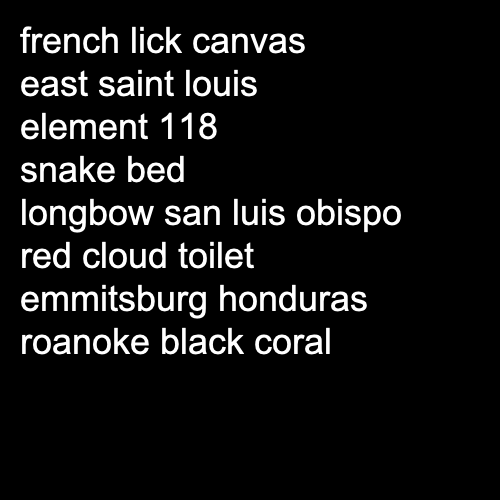 french lick canvas
east saint louis
element 118
snake bed
longbow san luis obispo
red cloud toilet
emmitsburg honduras
roanoke black coral